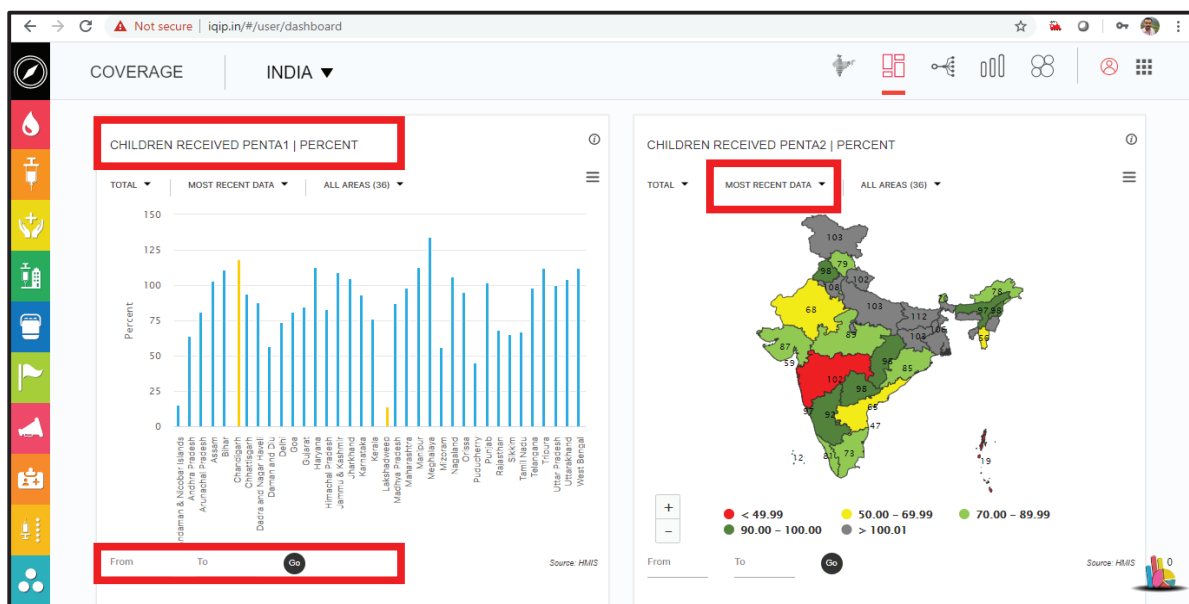 Not secure | iqip.in/#/user/dashboard
COVERAGE
INDIA ▼
CHILDREN RECEIVED PENTA1 | PERCENT
TOTAL ▼ MOST RECENT DATA ▼ ALL AREAS (36) ▼
150
125
100
75
50
25
0
Percent
Andaman & Nicobar Islands
Andhra Pradesh
Arunachal Pradesh
Assam
Bihar
Chandigarh
Chhattisgarh
Dadra and Nagar Haveli
Daman and Diu
Delhi
Goa
Gujarat
Haryana
Himachal Pradesh
Jammu & Kashmir
Jharkhand
Karnataka
Kerala
Lakshadweep
Madhya Pradesh
Maharashtra
Manipur
Meghalaya
Mizoram
Nagaland
Orissa
Puducherry
Punjab
Rajasthan
Sikkim
Tamil Nadu
Telangana
Tripura
Uttar Pradesh
Uttarakhand
West Bengal
From To Go
Source: HMIS
CHILDREN RECEIVED PENTA2 | PERCENT
TOTAL ▼ MOST RECENT DATA ▼ ALL AREAS (36) ▼
103
79
98
102
108
103
68
112
78
97 98
106
103
56
87
89
59
96
85
102
98
97
92
65
47
12
81 73
19
+
−
< 49.99 50.00 – 69.99 70.00 – 89.99
90.00 – 100.00 > 100.01
From To Go
Source: HMIS
0